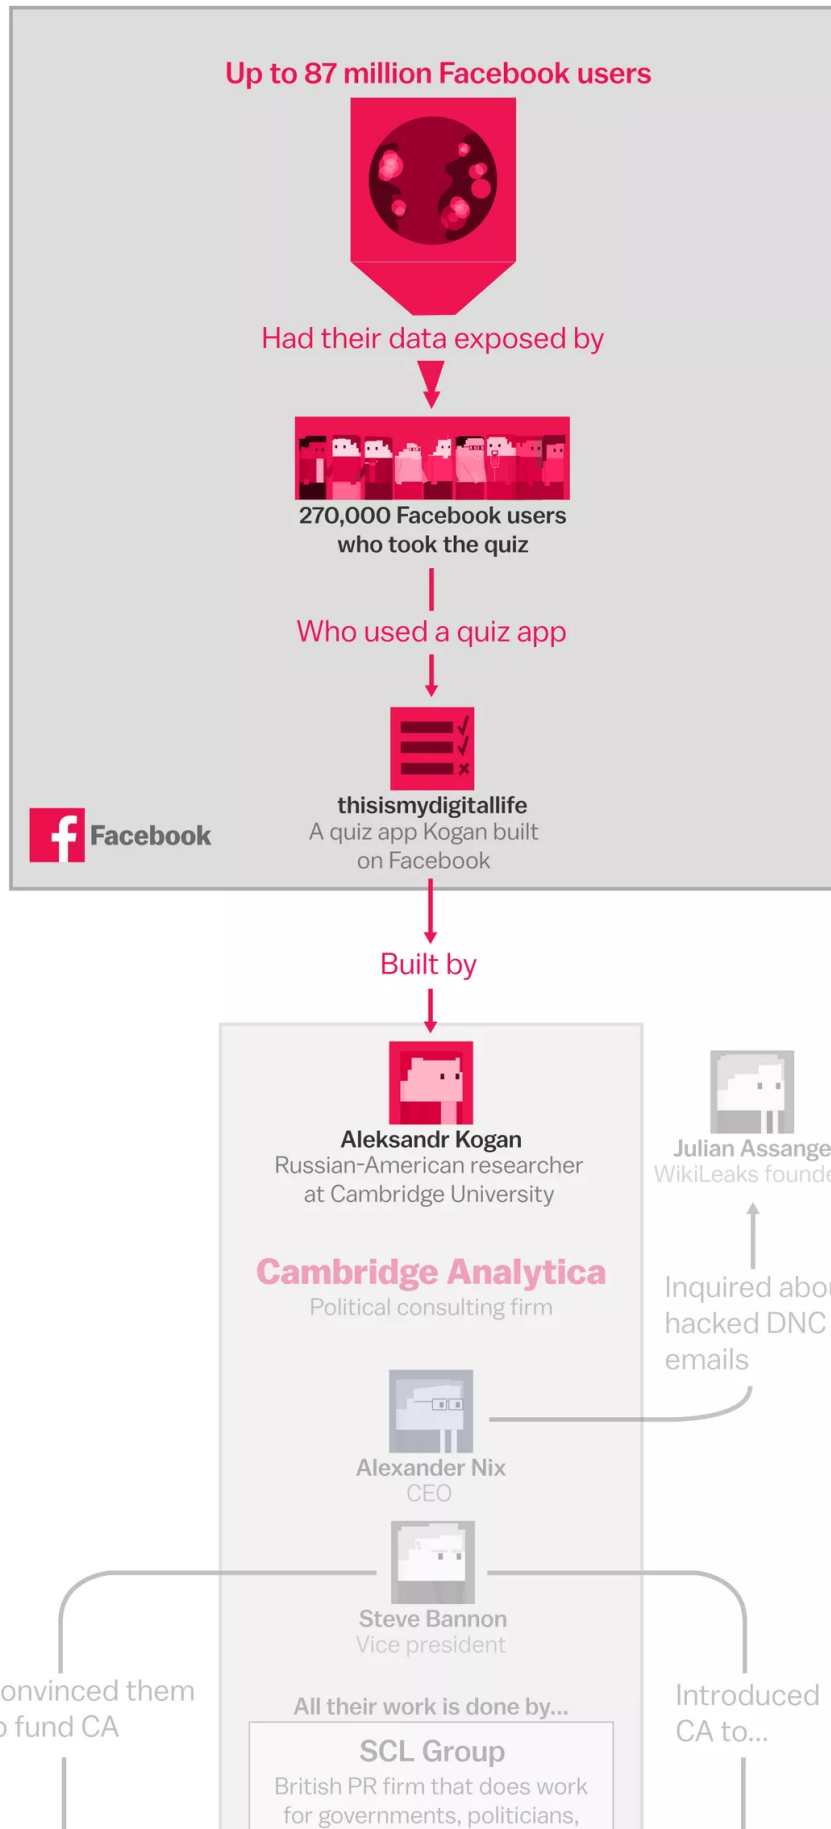 Up to 87 million Facebook users
Had their data exposed by
270,000 Facebook users
who took the quiz
Who used a quiz app
thisismydigitallife
A quiz app Kogan built
on Facebook
Facebook
Built by
Aleksandr Kogan
Russian-American researcher
at Cambridge University
Julian Assange
WikiLeaks
Cambridge Analytica
Political consulting firm
Inquired
hacked DNC
emails
Alexander Nix
CEO
Steve Bannon
Vice president
them
fund CA
Introduced
CA to...
All their work is done by...
SCL Group
British PR firm that does work
for governments, politicians,